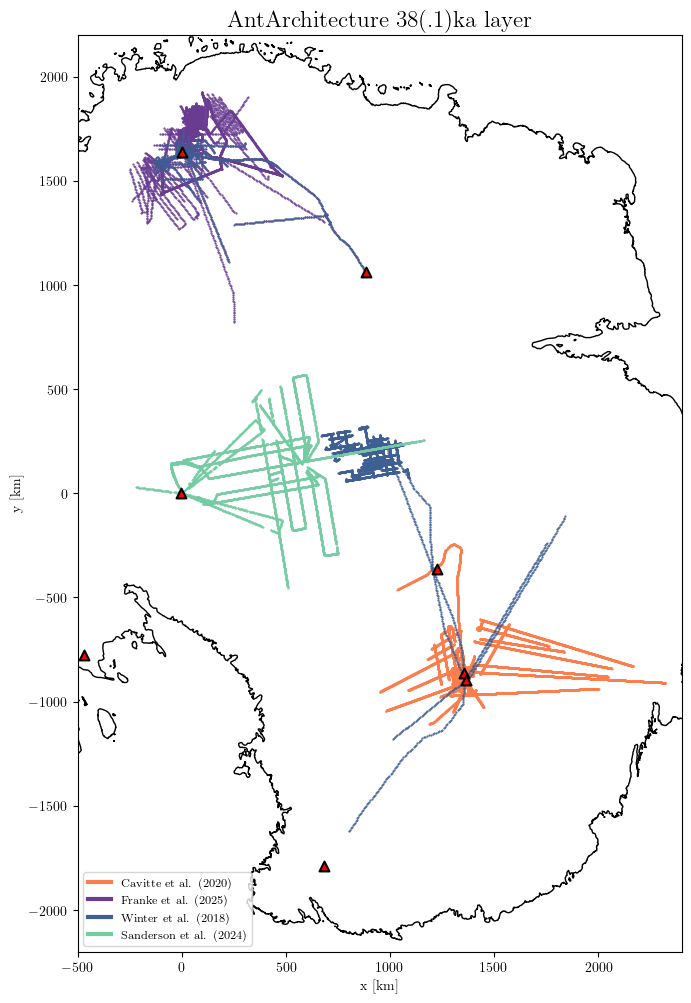 AntArchitecture 38(.1)ka layer
y [km]
2000
1500
1000
500
0
−500
−1000
−1500
−2000
Cavitte et al. (2020)
Franke et al. (2025)
Winter et al. (2018)
Sanderson et al. (2024)
−500 0 500 1000 1500 2000
x [km]